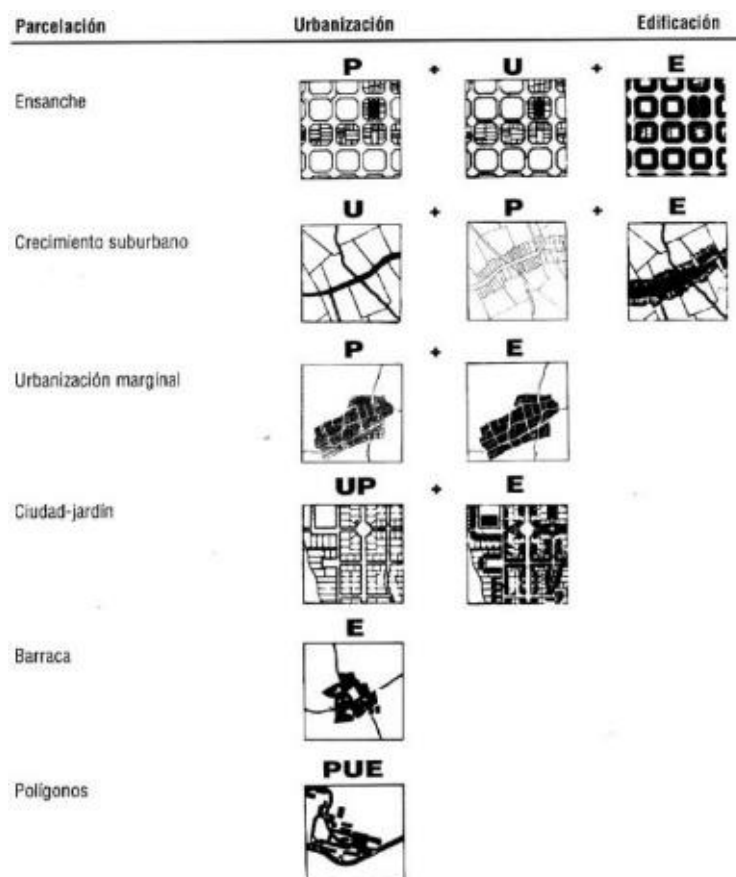 Parcelación Urbanización Edificación
P + U + E
Ensanche
U + P + E
Crecimiento suburbano
P + E
Urbanización marginal
UP + E
Ciudad-jardín
E
Barraca
PUE
Polígonos